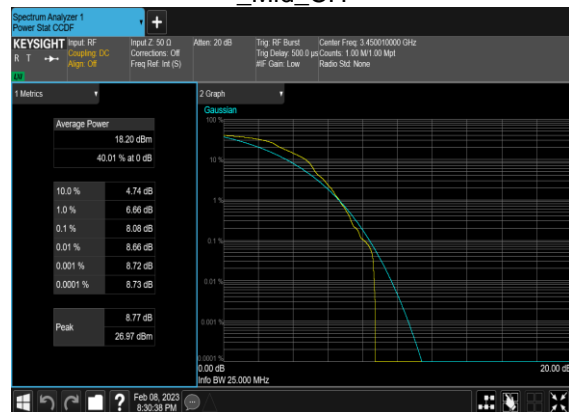 _Mid_CH
Spectrum Analyzer 1
Power Stat CCDF
+
KEYSIGHT
R T
LW
Input: RF
Coupling: DC
Align: Off
Input Z: 50 Ω
Corrections: Off
Freq Ref: Int (S)
Atten: 20 dB
Trig: RF Burst
Trig Delay: 500.0 µs
#IF Gain: Low
Center Freq: 3.450010000 GHz
Counts: 1.00 M/1.00 Mpt
Radio Std: None
1 Metrics
Average Power
18.20 dBm
40.01 % at 0 dB
10.0 % 4.74 dB
1.0 % 6.66 dB
0.1 % 8.08 dB
0.01 % 8.66 dB
0.001 % 8.72 dB
0.0001 % 8.73 dB
Peak
8.77 dB
26.97 dBm
2 Graph
Gaussian
100 %
10 %
1 %
0.1 %
0.01 %
0.001 %
0.0001 %
0.00 dB 20.00 dB
Info BW 25.000 MHz
?
Feb 08, 2023
8:30:38 PM